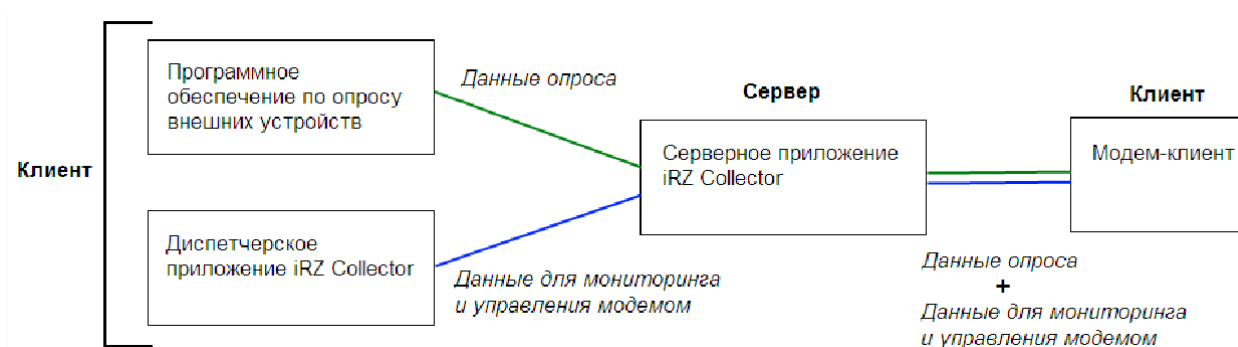 Клиент
Программное
обеспечение по опросу
внешних устройств
Данные опроса
Диспетчерское
приложение iRZ Collector
Данные для мониторинга
и управления модемом
Сервер
Серверное приложение
iRZ Collector
Клиент
Модем-клиент
Данные опроса
+
Данные для мониторинга
и управления модемом